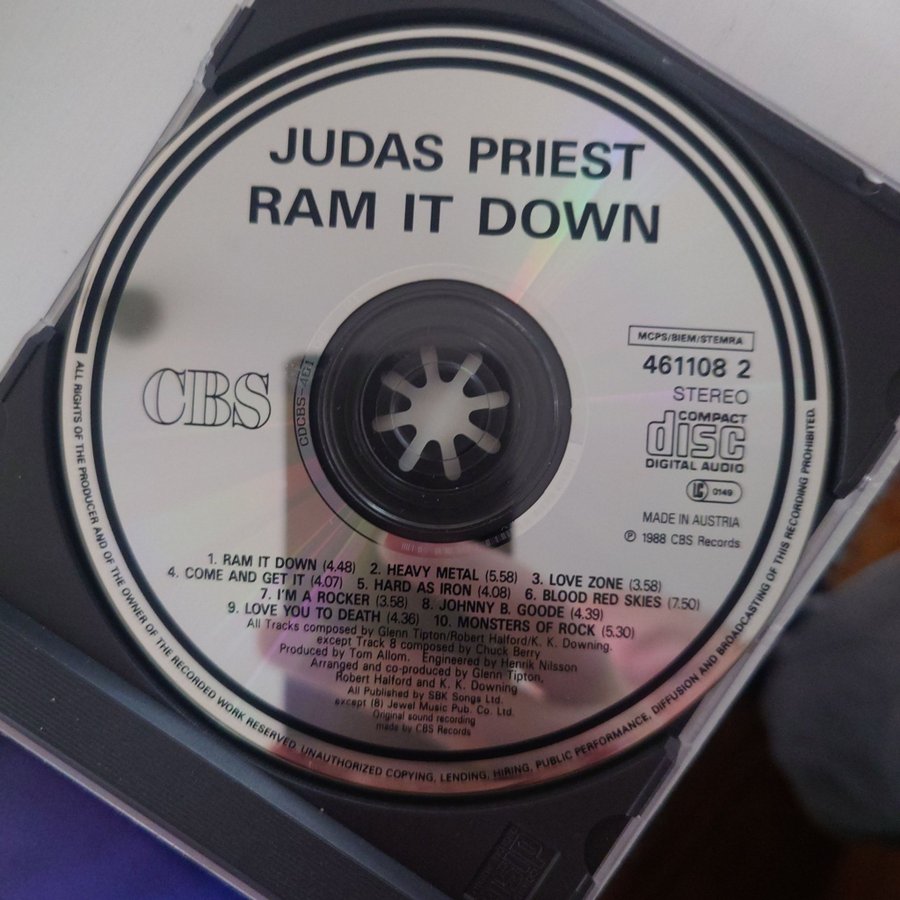 JUDAS PRIEST
RAM IT DOWN
MCPS/BIEM/STEMRA
461108 2
STEREO
COMPACT
disc
DIGITAL AUDIO
LC 0149
MADE IN AUSTRIA
℗ 1988 CBS Records
CBS
CDCBS-461
1. RAM IT DOWN (4.48) 2. HEAVY METAL (5.58) 3. LOVE ZONE (3.58)
4. COME AND GET IT (4.07) 5. HARD AS IRON (4.08) 6. BLOOD RED SKIES (7.50)
7. I'M A ROCKER (3.58) 8. JOHNNY B. GOODE (4.39)
9. LOVE YOU TO DEATH (4.36) 10. MONSTERS OF ROCK (5.30)
All Tracks composed by Glenn Tipton/Robert Halford/K. K. Downing.
except Track 8 composed by Chuck Berry
Produced by Tom Allom. Engineered by Henrik Nilsson
Arranged and co-produced by Glenn Tipton,
Robert Halford and K. K. Downing
All Published by SBK Songs Ltd.
except (8) Jewel Music Pub. Co. Ltd.
Original sound recording
made by CBS Records
ALL RIGHTS OF THE PRODUCER AND OF THE OWNER OF THE RECORDED WORK RESERVED. UNAUTHORIZED COPYING, LENDING, HIRING, PUBLIC PERFORMANCE, DIFFUSION AND BROADCASTING OF THIS RECORDING PROHIBITED.